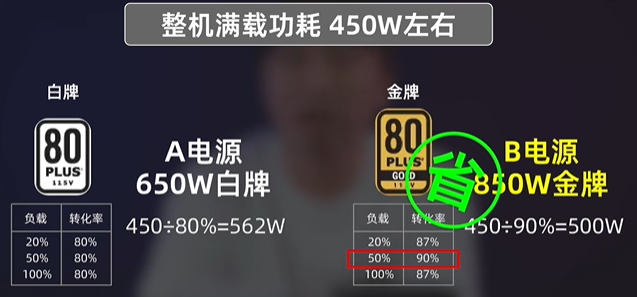 整机满载功耗 450W左右
白牌
80
PLUS
115V
A电源
650W白牌
450÷80%=562W
负载 转化率
20% 80%
50% 80%
100% 80%
金牌
80
PLUS
GOLD
115V
省
B电源
850W金牌
450÷90%=500W
负载 转化率
20% 87%
50% 90%
100% 87%